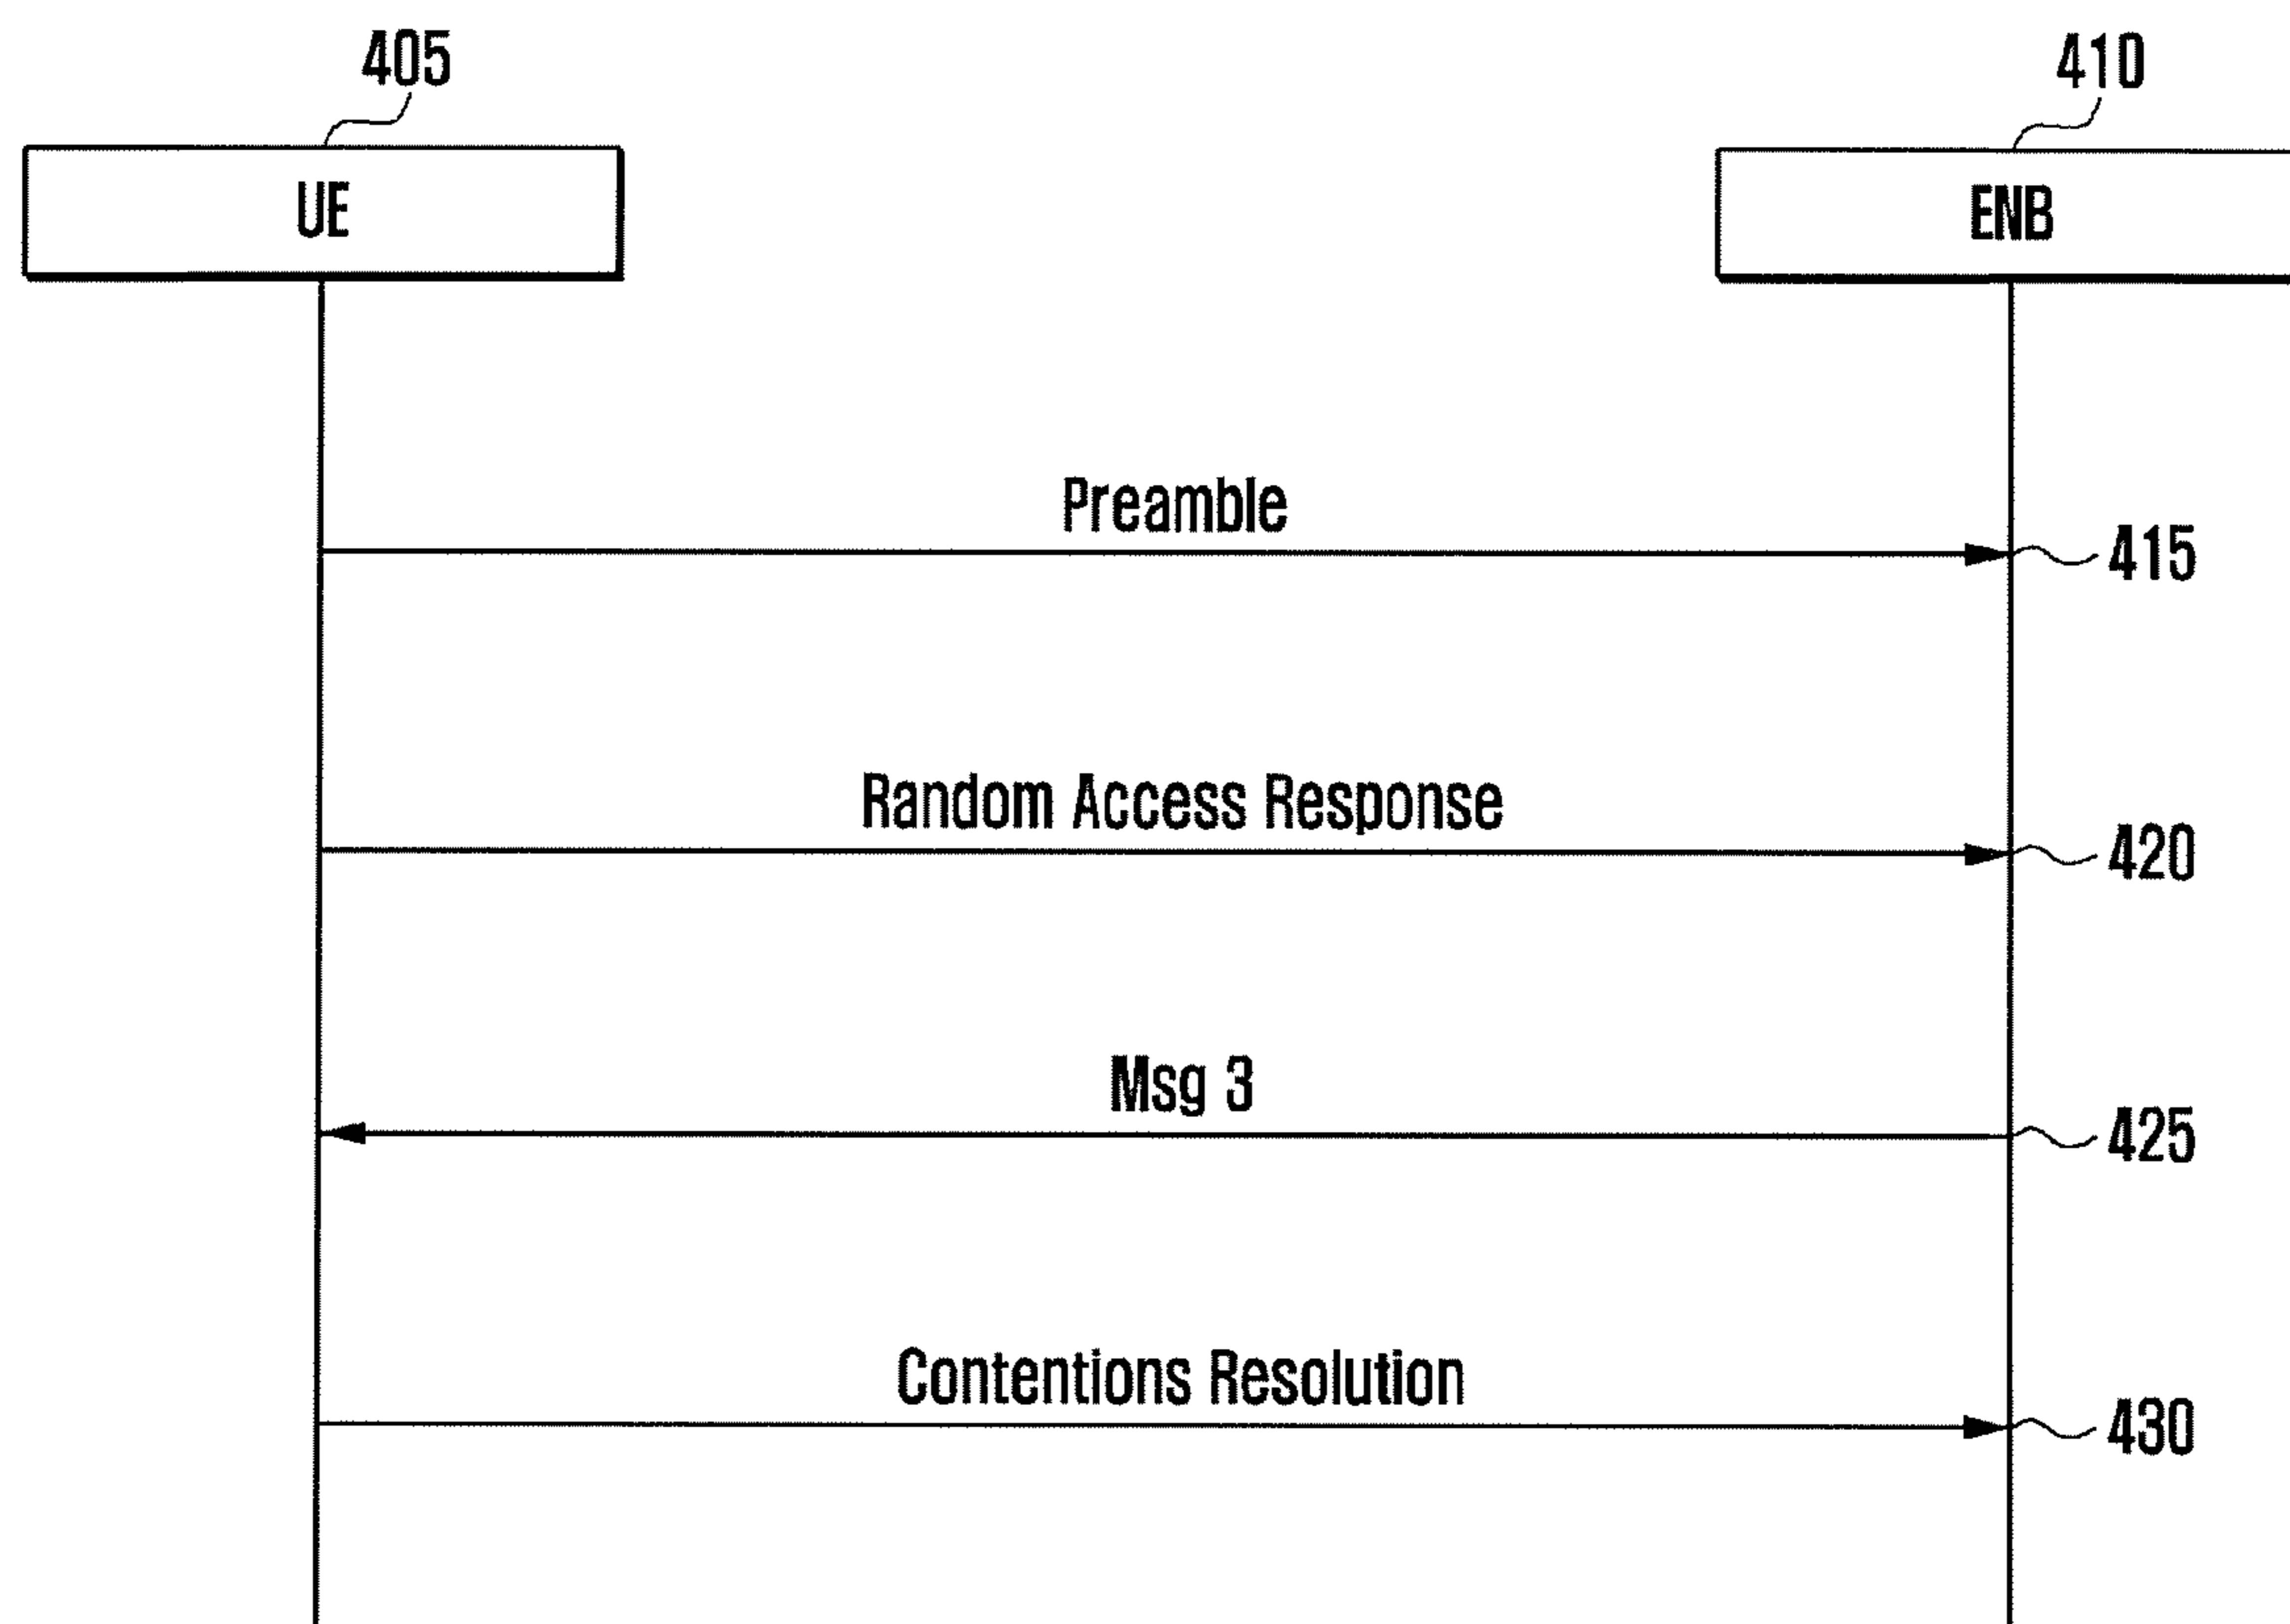 405
410
UE
ENB
Preamble
415
Random Access Response
420
Msg 3
425
Contentions Resolution
430